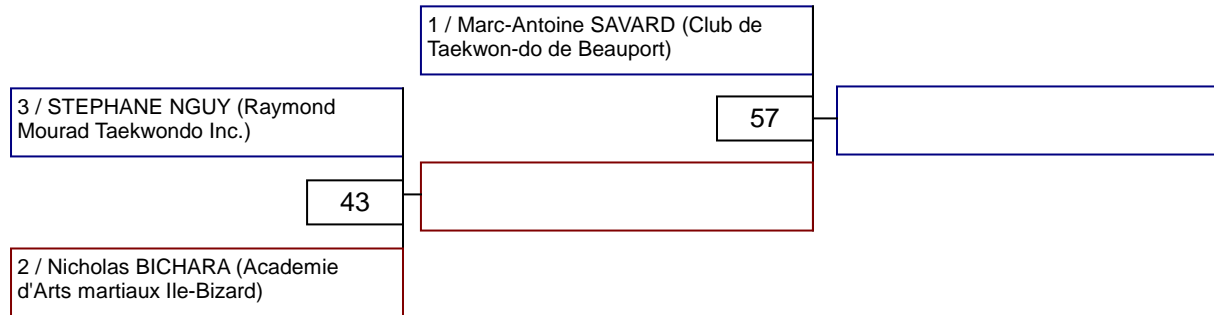 1 / Marc-Antoine SAVARD (Club de
Taekwon-do de Beauport)
3 / STEPHANE NGUY (Raymond
Mourad Taekwondo Inc.)
57
43
2 / Nicholas BICHARA (Academie
d'Arts martiaux Ile-Bizard)